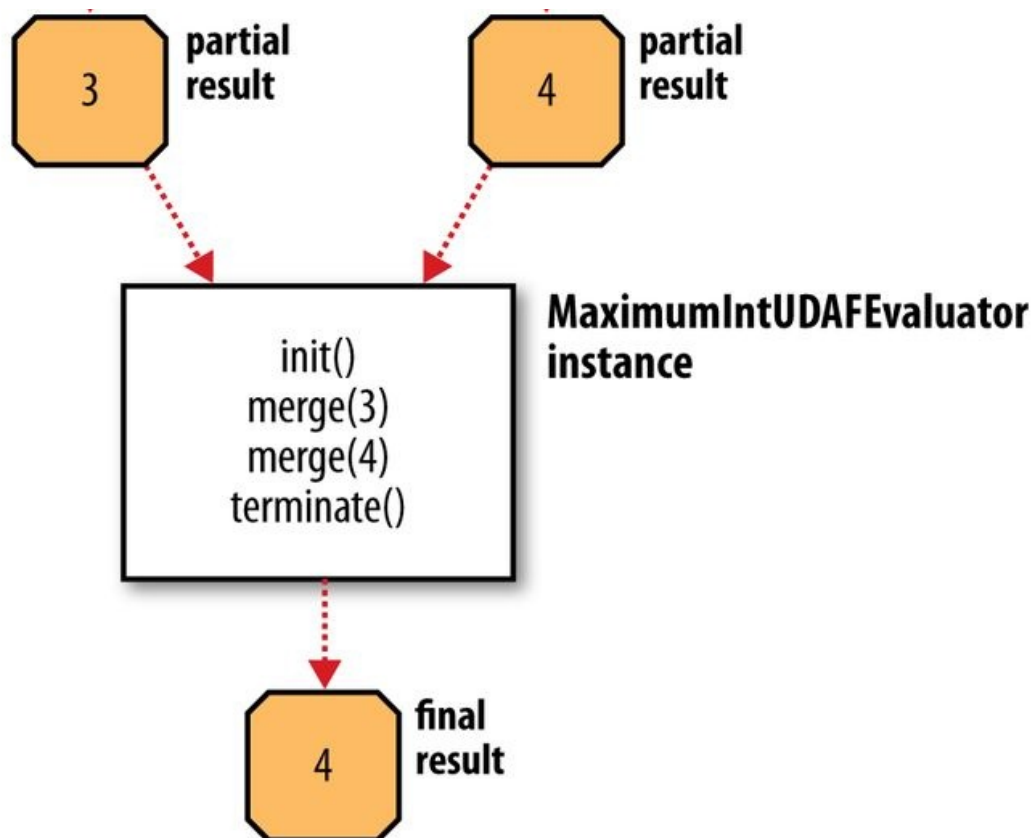 3
partial
result
4
partial
result
init()
merge(3)
merge(4)
terminate()
MaximumIntUDAFEvaluator
instance
4
final
result